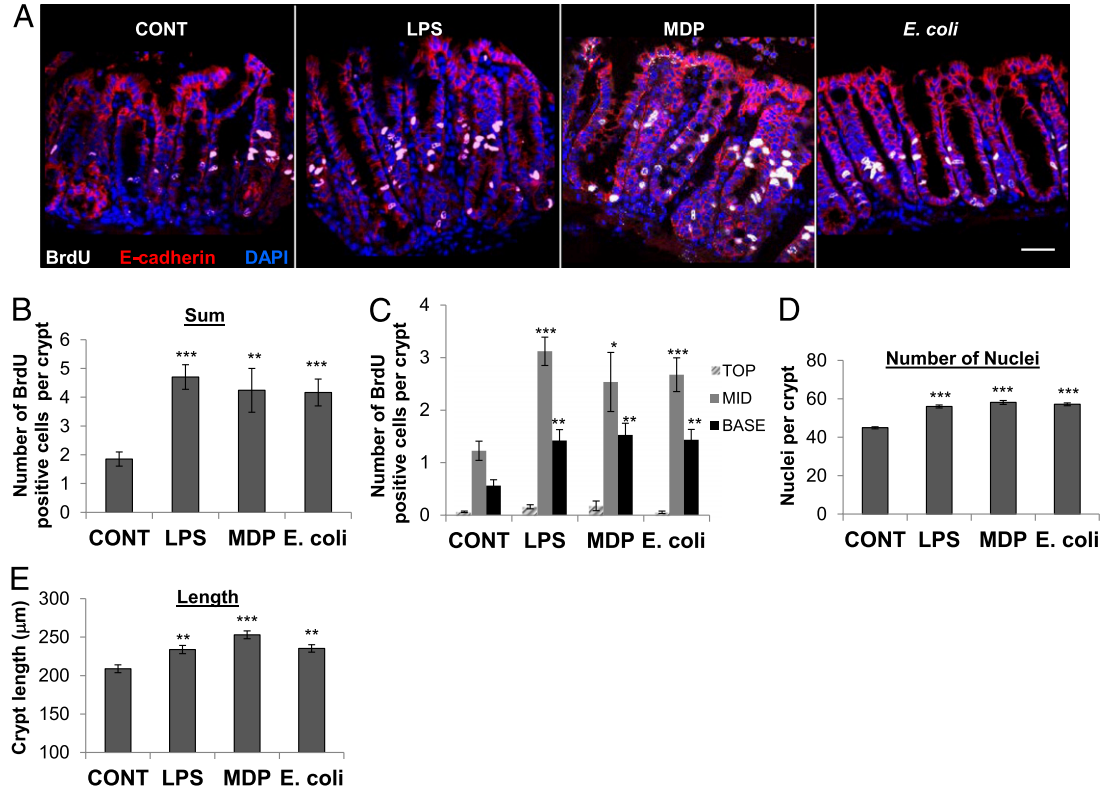 A
CONT
LPS
MDP
E. coli
BrdU
E-cadherin
DAPI
B
Sum
Number of BrdU
positive cells per crypt
6
5
4
3
2
1
0
***
**
***
CONT LPS MDP E. coli
C
Number of BrdU
positive cells per crypt
4
3
2
1
0
***
**
*
**
***
**
TOP
MID
BASE
CONT LPS MDP E. coli
D
Number of Nuclei
Nuclei per crypt
80
60
40
20
0
***
***
***
CONT LPS MDP E. coli
E
Length
Crypt length (µm)
300
250
200
150
100
**
***
**
CONT LPS MDP E. coli